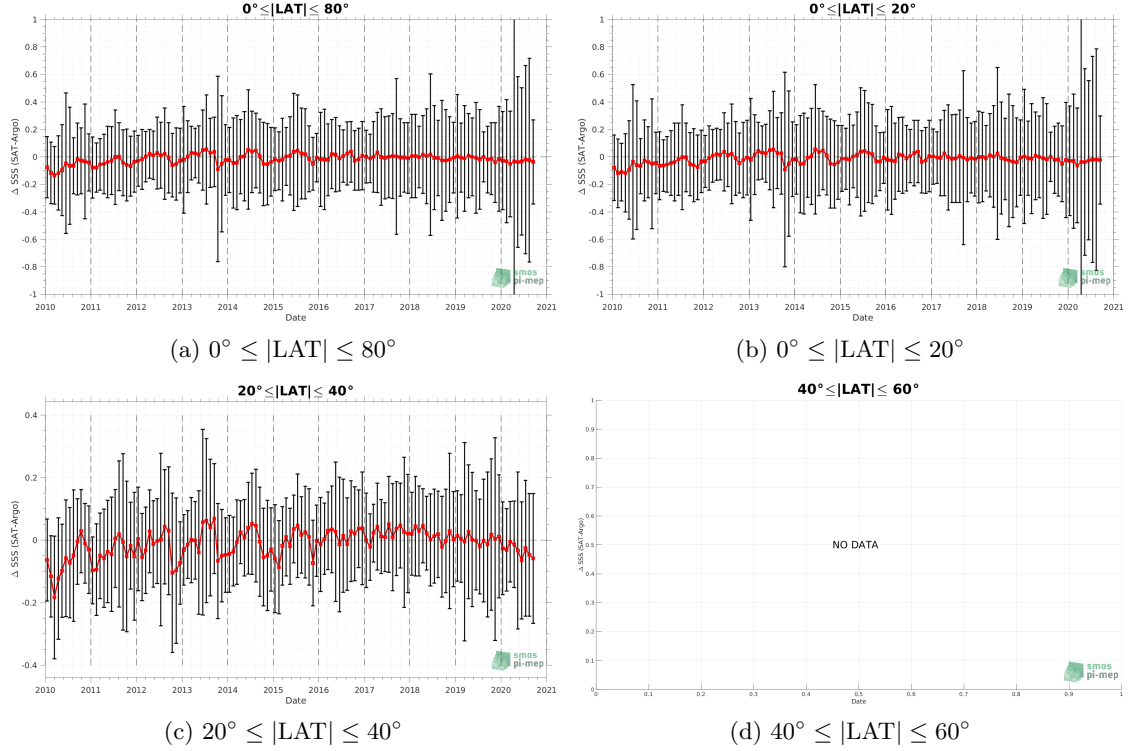 0°≤|LAT|≤ 80°
Δ SSS (SAT-Argo)
1
0.8
0.6
0.4
0.2
0
-0.2
-0.4
-0.6
-0.8
-1
2010 2011 2012 2013 2014 2015 2016 2017 2018 2019 2020 2021
Date
smos
pi-mep
(a) 0° ≤ |LAT| ≤ 80°
0°≤|LAT|≤ 20°
Δ SSS (SAT-Argo)
1
0.8
0.6
0.4
0.2
0
-0.2
-0.4
-0.6
-0.8
-1
2010 2011 2012 2013 2014 2015 2016 2017 2018 2019 2020 2021
Date
smos
pi-mep
(b) 0° ≤ |LAT| ≤ 20°
20°≤|LAT|≤ 40°
Δ SSS (SAT-Argo)
0.4
0.2
0
-0.2
-0.4
2010 2011 2012 2013 2014 2015 2016 2017 2018 2019 2020 2021
Date
smos
pi-mep
(c) 20° ≤ |LAT| ≤ 40°
40°≤|LAT|≤ 60°
Δ SSS (SAT-Argo)
1
0.9
0.8
0.7
0.6
0.5
0.4
0.3
0.2
0.1
0
NO DATA
0 0.1 0.2 0.3 0.4 0.5 0.6 0.7 0.8 0.9 1
Date
smos
pi-mep
(d) 40° ≤ |LAT| ≤ 60°